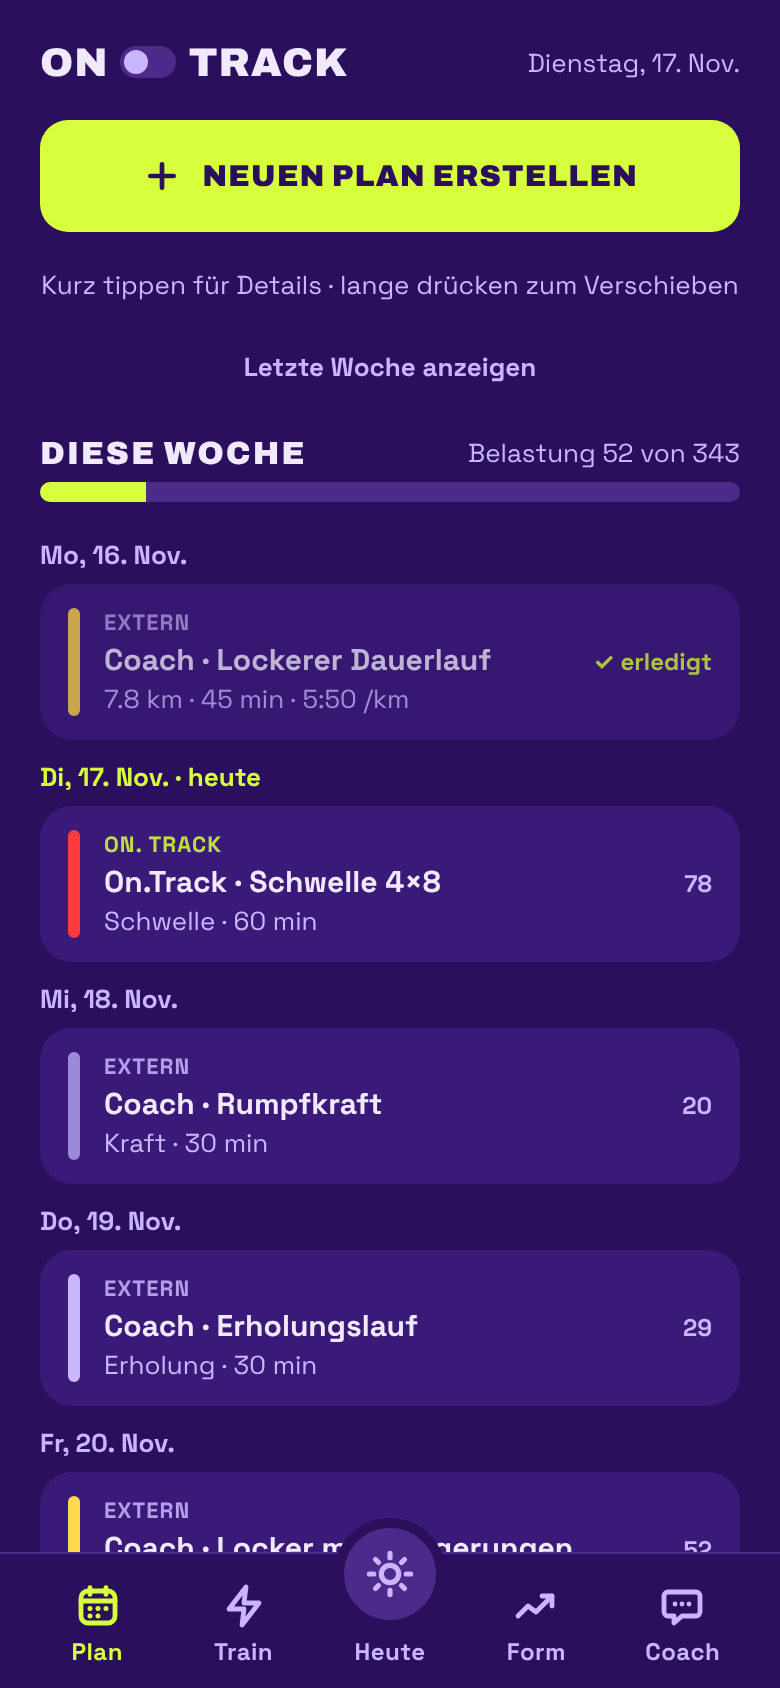 ON TRACK
Dienstag, 17. Nov.
NEUEN PLAN ERSTELLEN
Kurz tippen für Details · lange drücken zum Verschieben
Letzte Woche anzeigen
DIESE WOCHE
Belastung 52 von 343
Mo, 16. Nov.
EXTERN
Coach · Lockerer Dauerlauf
✓ erledigt
7.8 km · 45 min · 5:50 /km
Di, 17. Nov. · heute
ON. TRACK
On.Track · Schwelle 4×8
78
Schwelle · 60 min
Mi, 18. Nov.
EXTERN
Coach · Rumpfkraft
20
Kraft · 30 min
Do, 19. Nov.
EXTERN
Coach · Erholungslauf
29
Erholung · 30 min
Fr, 20. Nov.
EXTERN
Coach · Locker
52
Plan
Train
Heute
Form
Coach